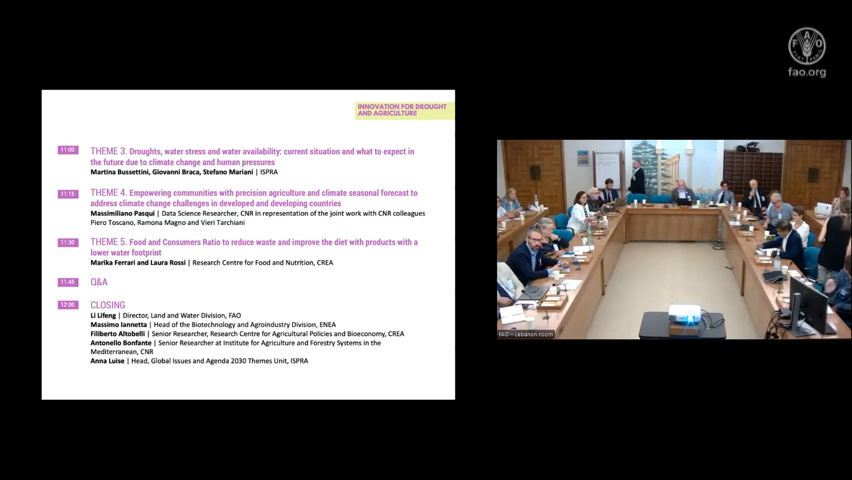 FAO
fao.org
INNOVATION FOR DROUGHT
AND AGRICULTURE
11:00
THEME 3. Droughts, water stress and water availability: current situation and what to expect in
the future due to climate change and human pressures
Martina Bussettini, Giovanni Braca, Stefano Mariani | ISPRA
11:15
THEME 4. Empowering communities with precision agriculture and climate seasonal forecast to
address climate change challenges in developed and developing countries
Massimiliano Pasqui | Data Science Researcher, CNR in representation of the joint work with CNR colleagues
Piero Toscano, Ramona Magno and Vieri Tarchiani
11:30
THEME 5. Food and Consumers Ratio to reduce waste and improve the diet with products with a
lower water footprint
Marika Ferrari and Laura Rossi | Research Centre for Food and Nutrition, CREA
11:45
Q&A
12:00
CLOSING
Li Lifeng | Director, Land and Water Division, FAO
Massimo Iannetta | Head of the Biotechnology and Agroindustry Division, ENEA
Filiberto Altobelli | Senior Researcher, Research Centre for Agricultural Policies and Bioeconomy, CREA
Antonello Bonfante | Senior Researcher at Institute for Agriculture and Forestry Systems in the
Mediterranean, CNR
Anna Luise | Head, Global Issues and Agenda 2030 Themes Unit, ISPRA
FAO - Lebanon room